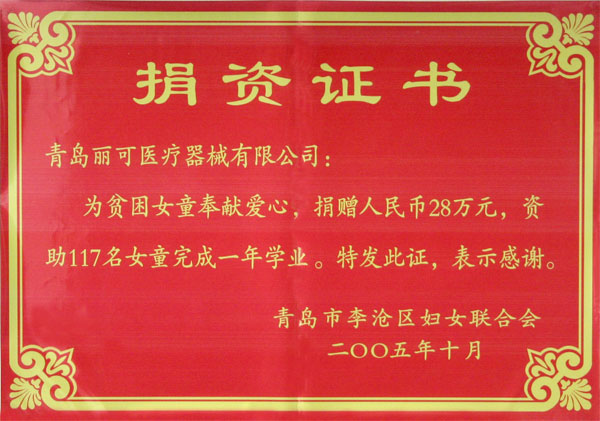 捐资证书
青岛丽可医疗器械有限公司：
为贫困女童奉献爱心，捐赠人民币28万元，资
助117名女童完成一年学业。特发此证，表示感谢。
青岛市李沧区妇女联合会
二〇〇五年十月